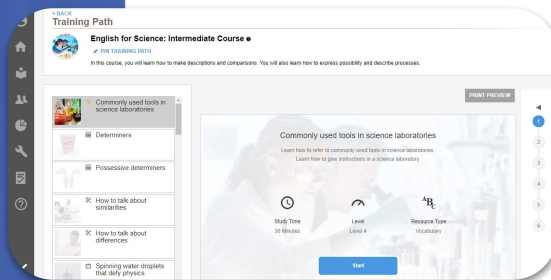 < BACK
Training Path
English for Science: Intermediate Course
PIN TRAINING PATH
In this course, you will learn how to make descriptions and comparisons. You will also learn how to express possibility and describe processes.
Commonly used tools in
science laboratories
Determiners
Possessive determiners
How to talk about
similarities
How to talk about
differences
Spinning water droplets
that defy physics
PRINT PREVIEW
Commonly used tools in science laboratories
Learn how to refer to commonly used tools in science laboratories.
Learn how to give instructions in a science laboratory.
ABC
Study Time
Level
Resource Type
30 Minutes
Level 4
Vocabulary
Start
1
2
3
4
5
6